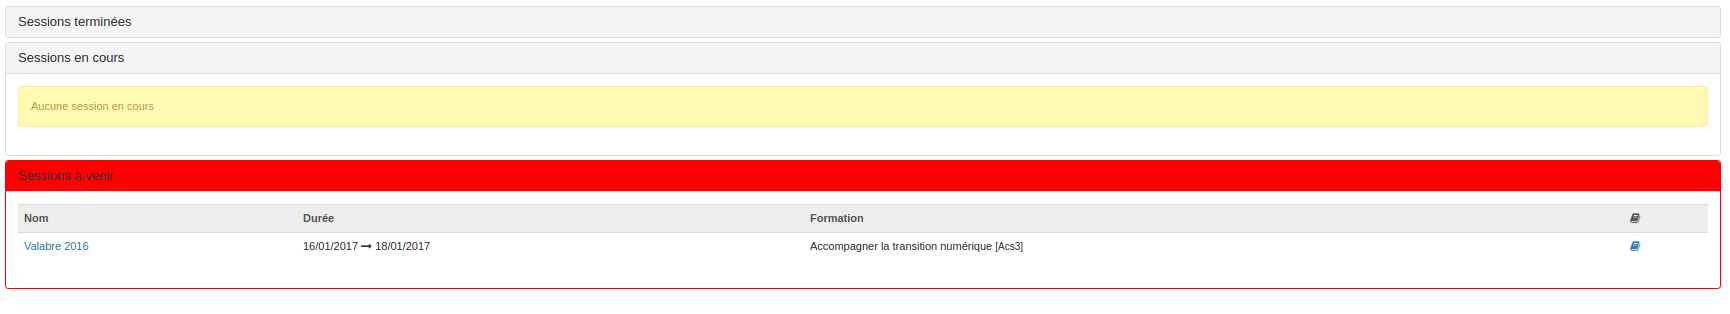 Sessions terminées
Sessions en cours
Aucune session en cours
Sessions à venir
Nom Durée Formation
Valabre 2016 16/01/2017 → 18/01/2017 Accompagner la transition numérique [Acs3]